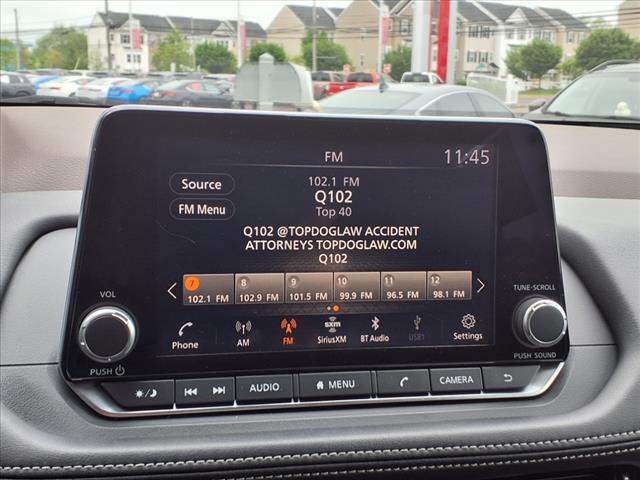 FM
11:45
Source
102.1 FM
Q102
Top 40
FM Menu
Q102 @TOPDOGLAW ACCIDENT
ATTORNEYS TOPDOGLAW.COM
Q102
7 8 9 10 11 12
102.1 FM 102.9 FM 101.5 FM 99.9 FM 96.5 FM 98.1 FM
VOL
TUNE·SCROLL
Phone AM FM SXM SiriusXM BT Audio USB1 Settings
PUSH
PUSH SOUND
AUDIO MENU CAMERA